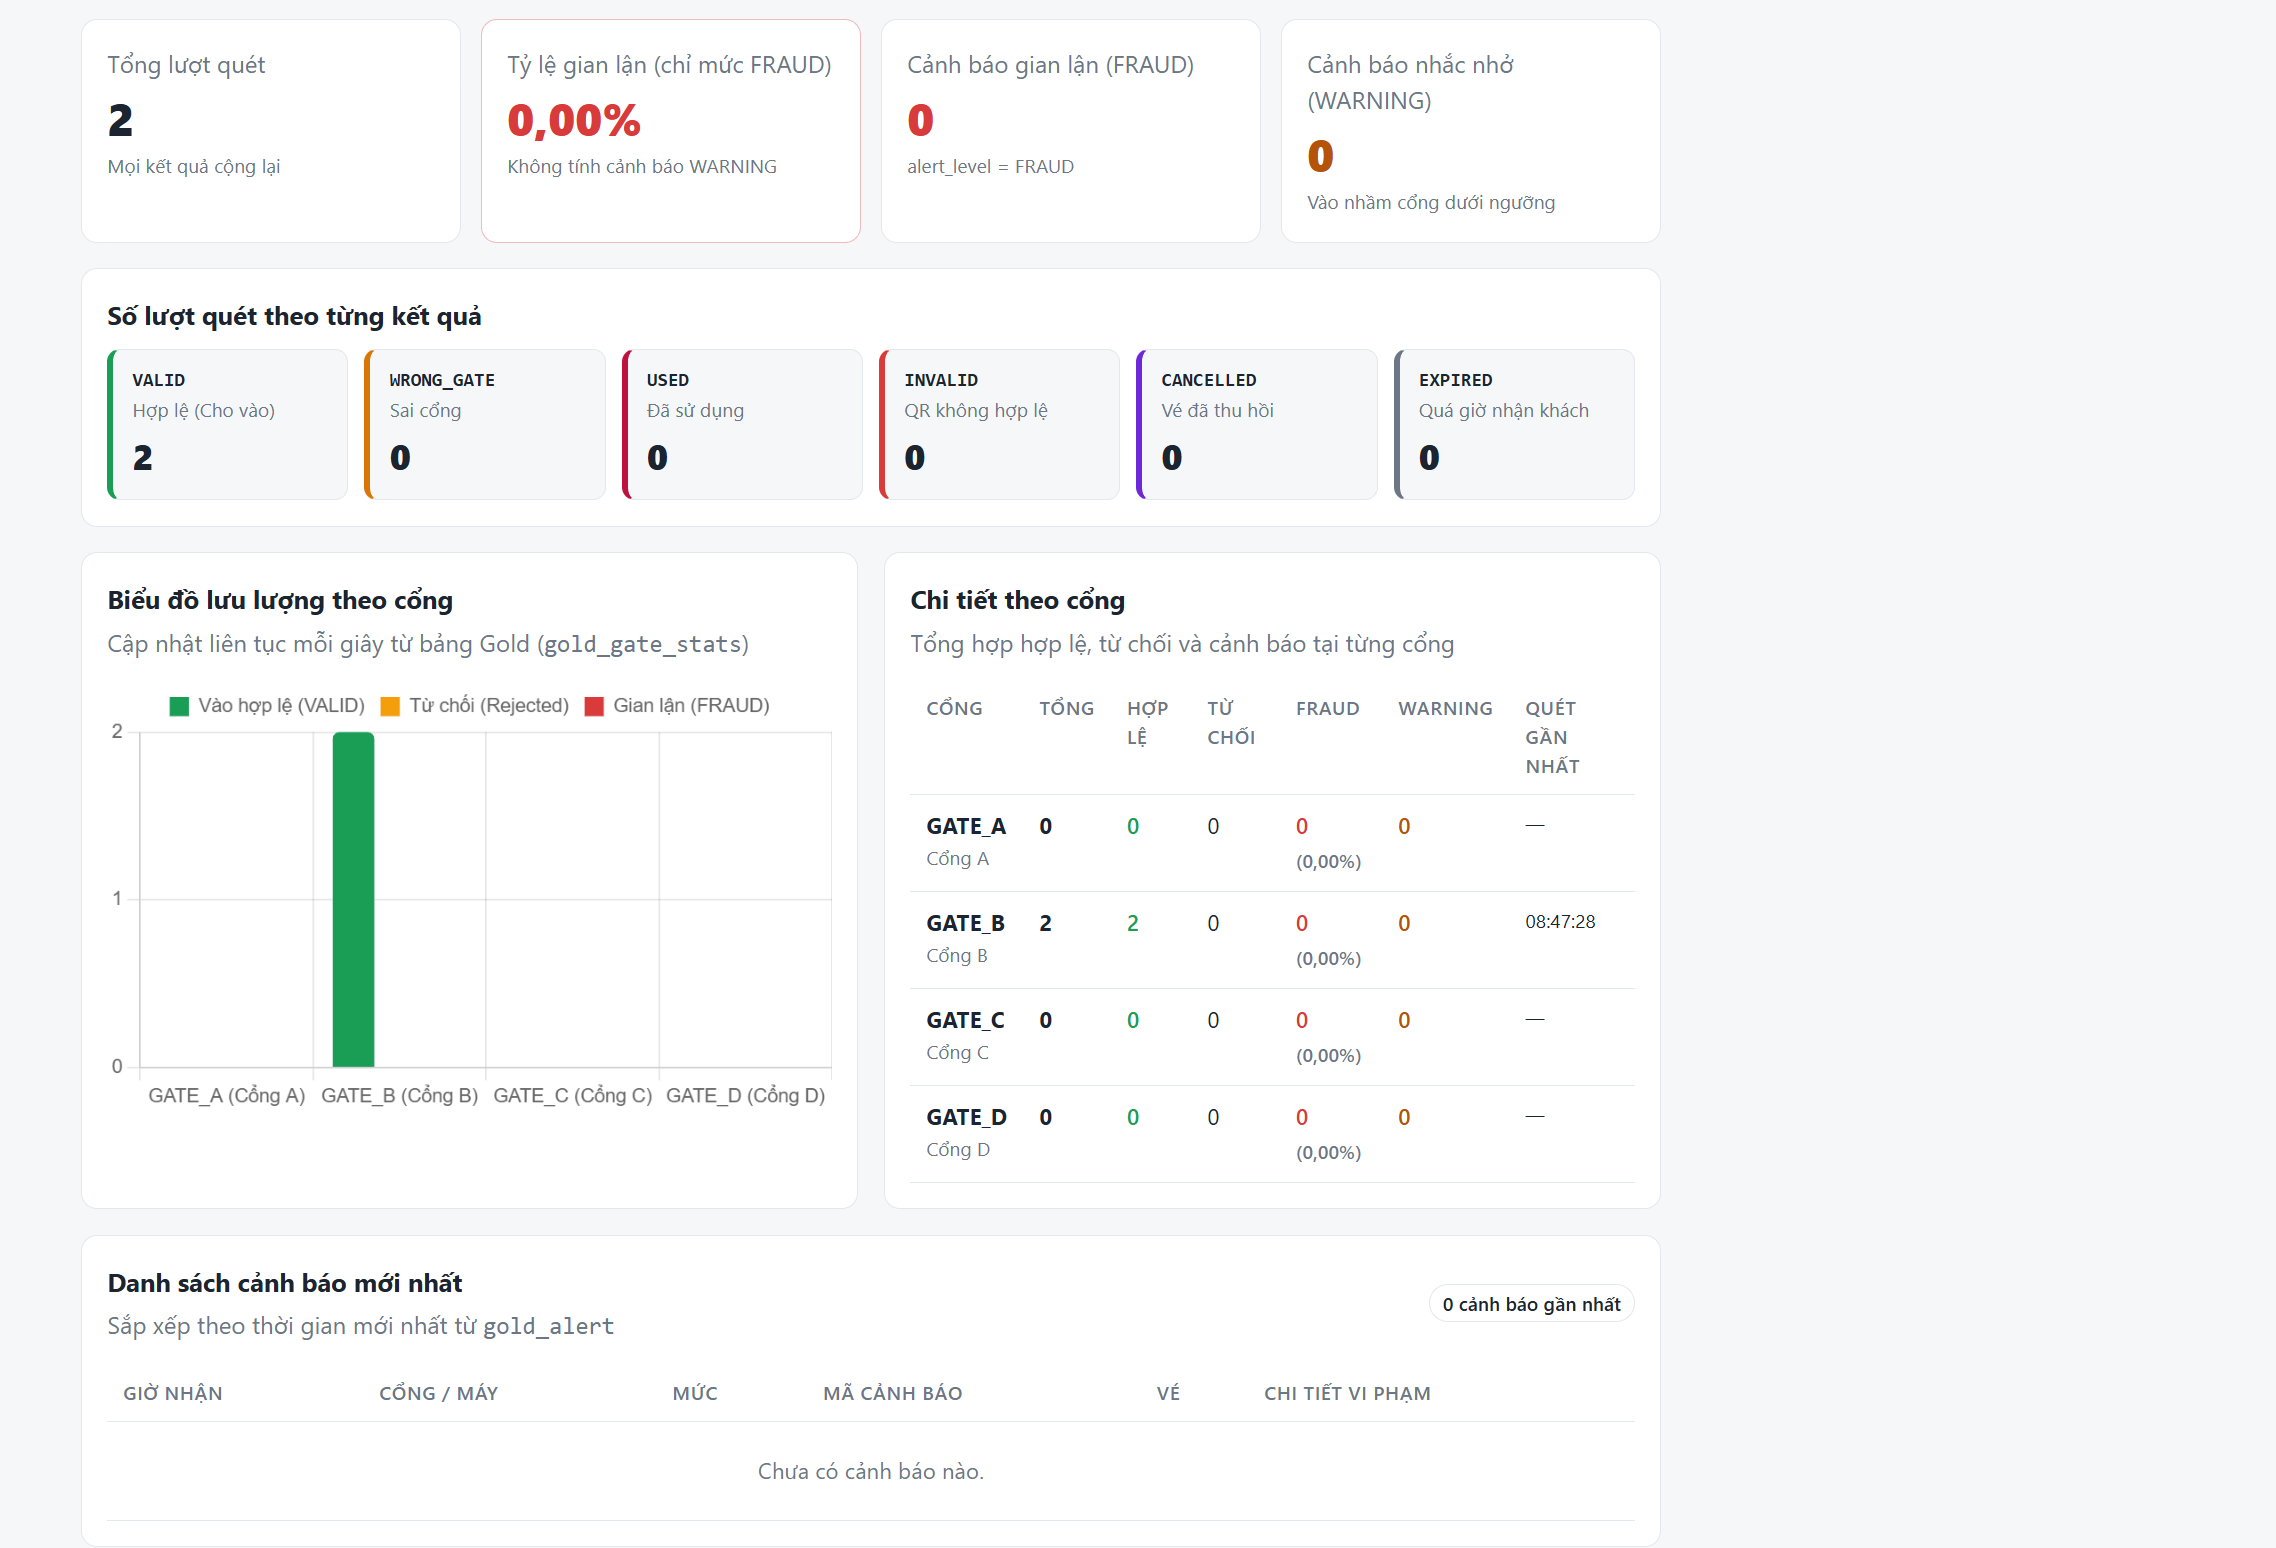 Tổng lượt quét
2
Mọi kết quả cộng lại
Tỷ lệ gian lận (chỉ mức FRAUD)
0,00%
Không tính cảnh báo WARNING
Cảnh báo gian lận (FRAUD)
0
alert_level = FRAUD
Cảnh báo nhắc nhở
(WARNING)
0
Vào nhầm cổng dưới ngưỡng
Số lượt quét theo từng kết quả
VALID
Hợp lệ (Cho vào)
2
WRONG_GATE
Sai cổng
0
USED
Đã sử dụng
0
INVALID
QR không hợp lệ
0
CANCELLED
Vé đã thu hồi
0
EXPIRED
Quá giờ nhận khách
0
Biểu đồ lưu lượng theo cổng
Cập nhật liên tục mỗi giây từ bảng Gold (gold_gate_stats)
Vào hợp lệ (VALID) Từ chối (Rejected) Gian lận (FRAUD)
2
1
0
GATE_A (Cổng A) GATE_B (Cổng B) GATE_C (Cổng C) GATE_D (Cổng D)
Chi tiết theo cổng
Tổng hợp hợp lệ, từ chối và cảnh báo tại từng cổng
CỔNG TỔNG HỢP LỆ TỪ CHỐI FRAUD WARNING QUÉT GẦN NHẤT
GATE_A 0 0 0 0 0 —
Cổng A (0,00%)
GATE_B 2 2 0 0 0 08:47:28
Cổng B (0,00%)
GATE_C 0 0 0 0 0 —
Cổng C (0,00%)
GATE_D 0 0 0 0 0 —
Cổng D (0,00%)
Danh sách cảnh báo mới nhất
Sắp xếp theo thời gian mới nhất từ gold_alert
0 cảnh báo gần nhất
GIỜ NHẬN CỔNG / MÁY MỨC MÃ CẢNH BÁO VÉ CHI TIẾT VI PHẠM
Chưa có cảnh báo nào.